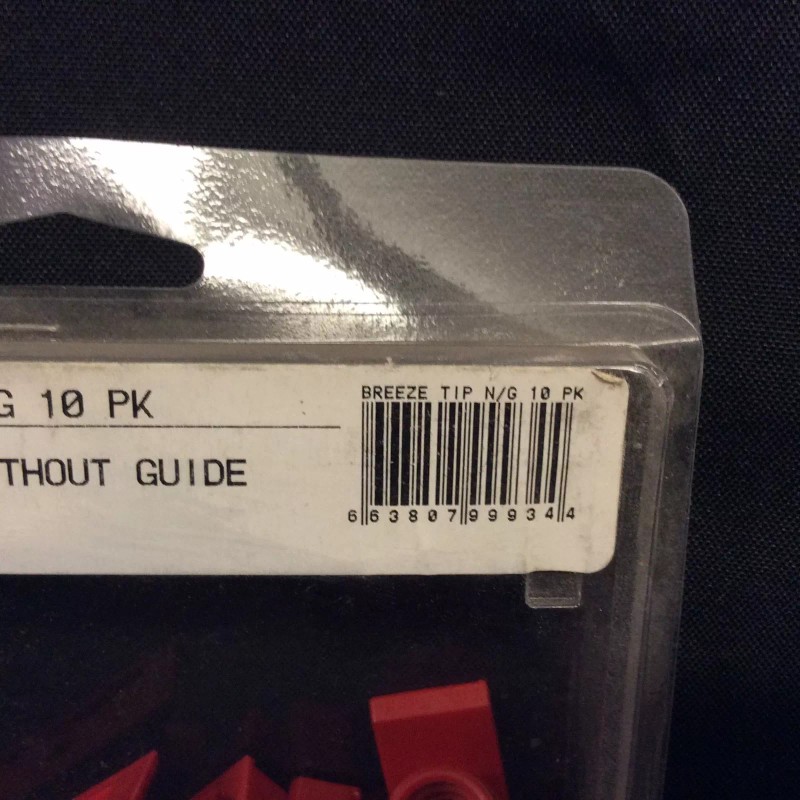 G 10 PK
THOUT GUIDE
BREEZE TIP N/G 10 PK
6 63807 99934 4